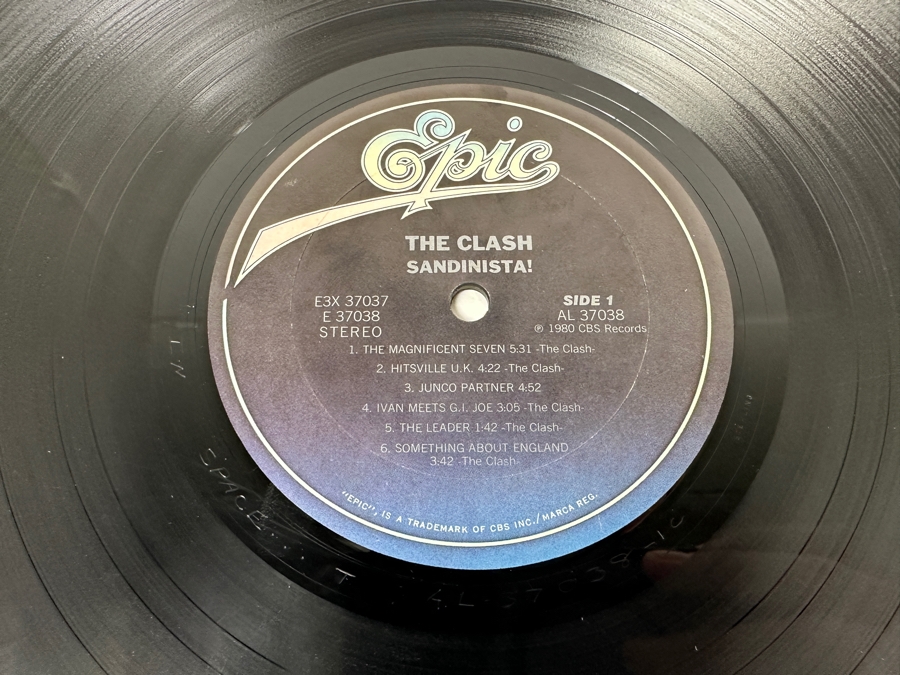 Epic
THE CLASH
SANDINISTA!
E3X 37037
E 37038
STEREO
SIDE 1
AL 37038
℗ 1980 CBS Records
1. THE MAGNIFICENT SEVEN 5:31 -The Clash-
2. HITSVILLE U.K. 4:22 -The Clash-
3. JUNCO PARTNER 4:52
4. IVAN MEETS G.I. JOE 3:05 -The Clash-
5. THE LEADER 1:42 -The Clash-
6. SOMETHING ABOUT ENGLAND
3:42 -The Clash-
"EPIC", IS A TRADEMARK OF CBS INC./MARCA REG.
IN
SPACE
T